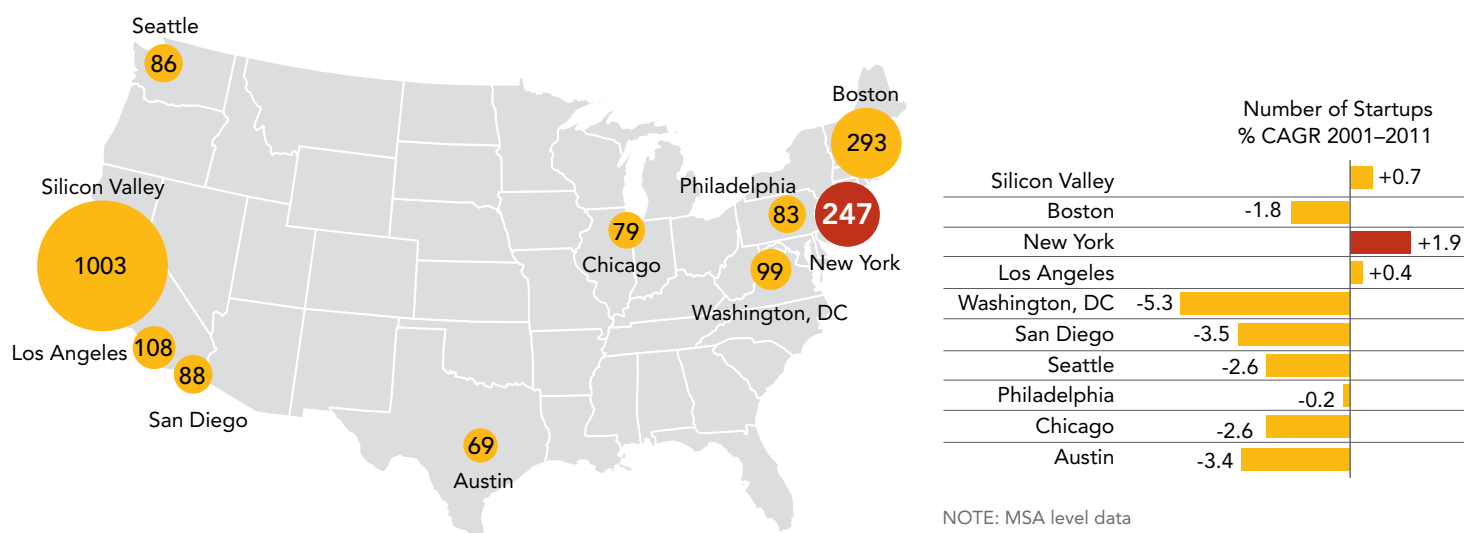 Seattle
86
Boston
293
Silicon Valley
1003
Philadelphia
83
247
New York
79
Chicago
99
Washington, DC
Los Angeles
108
88
San Diego
69
Austin
Number of Startups
% CAGR 2001–2011
Silicon Valley +0.7
Boston -1.8
New York +1.9
Los Angeles +0.4
Washington, DC -5.3
San Diego -3.5
Seattle -2.6
Philadelphia -0.2
Chicago -2.6
Austin -3.4
NOTE: MSA level data